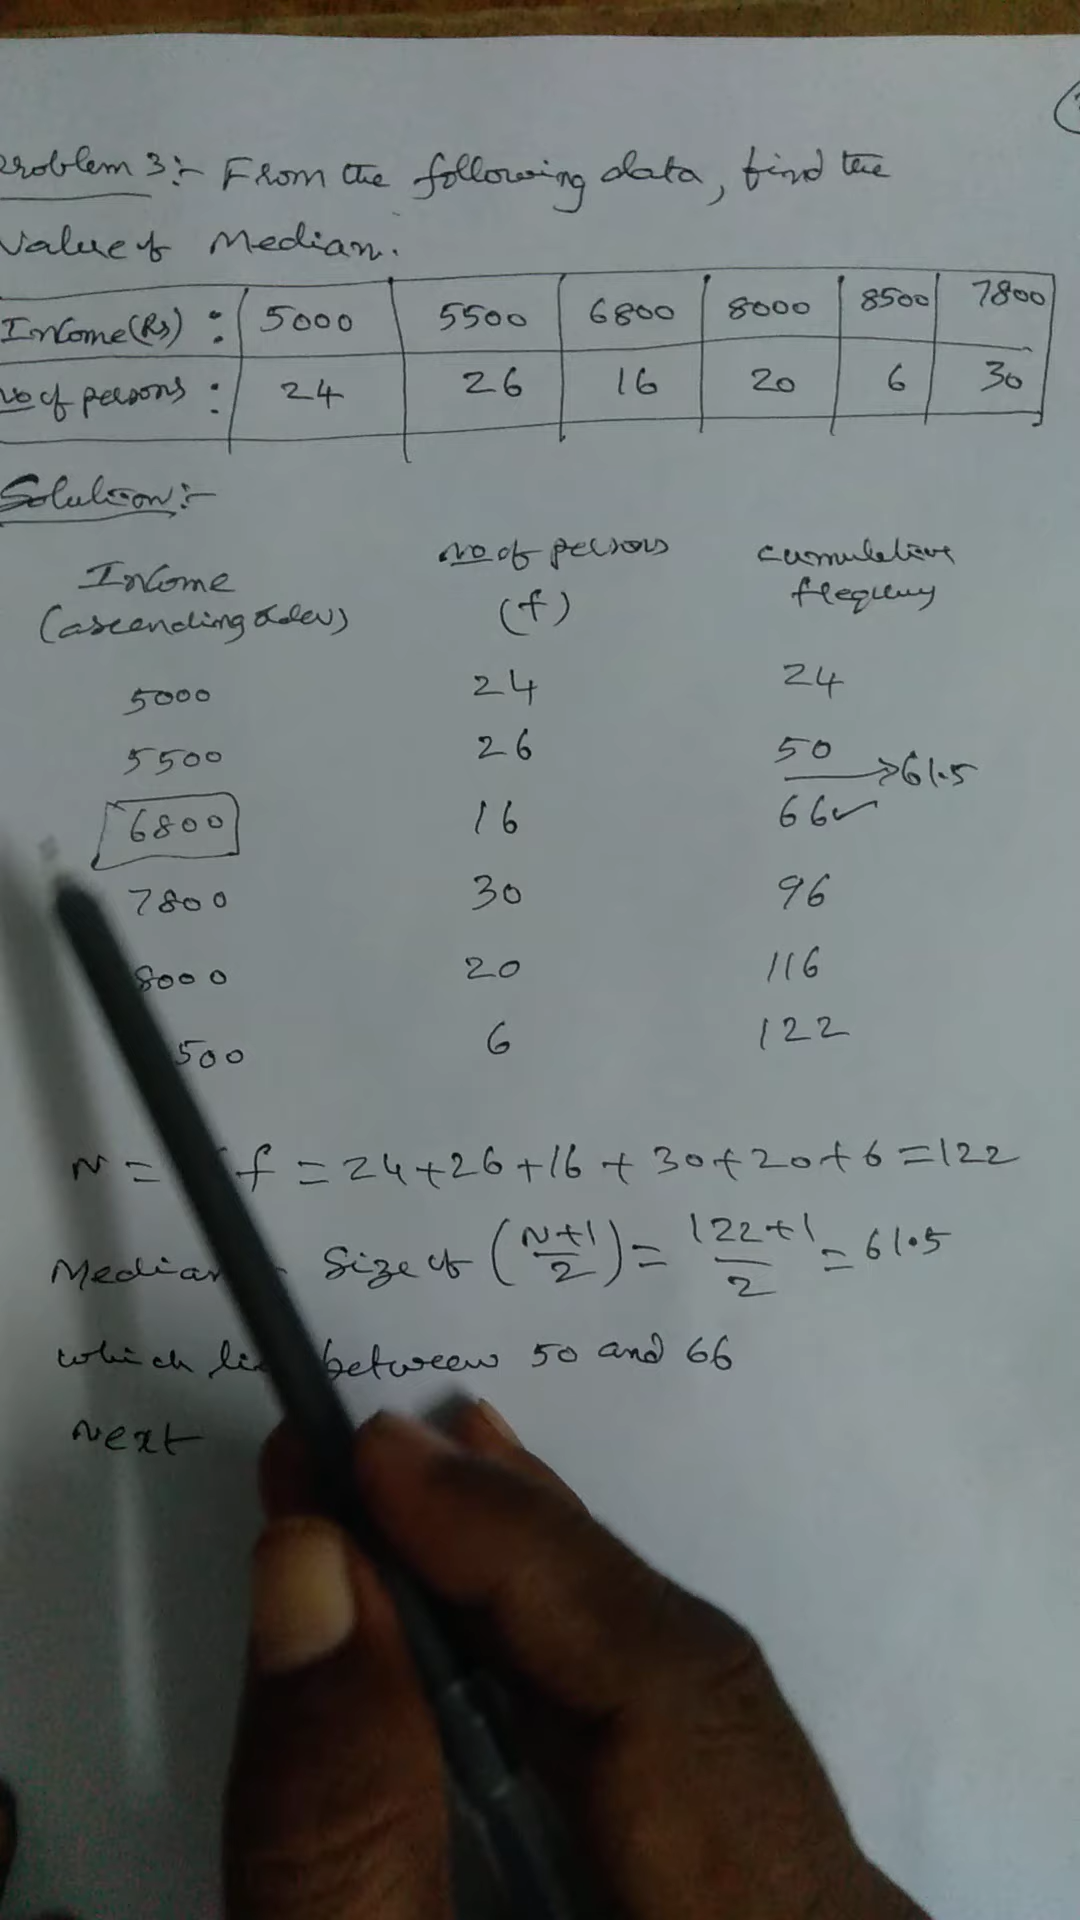 Problem 3:- From the following data, find the
value of Median.
Income (Rs) : 5000 5500 6800 8000 8500 7800
No of persons : 24 26 16 20 6 30
Solution:-
Income (ascending order) No of persons (f) cumulative frequency
5000 24 24
5500 26 50 → 61.5
6800 16 66 ✓
7800 30 96
8000 20 116
500 6 122
N = f = 24+26+16+30+20+6 = 122
Median size of (N+1/2) = 122+1/2 = 61.5
which between 50 and 66
Next